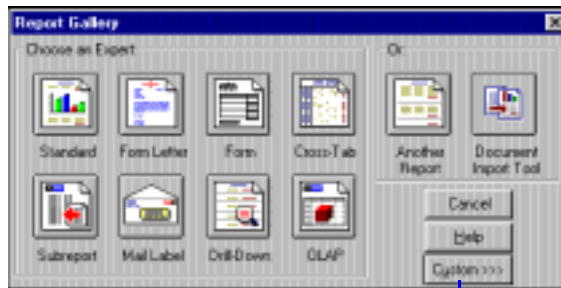 Report Gallery
Choose an Expert
Or
Standard Form Letter Form Cross-Tab
Another Report
Document Import Tool
Subreport Mail Label Drill-Down OLAP
Cancel
Help
Custom >>>